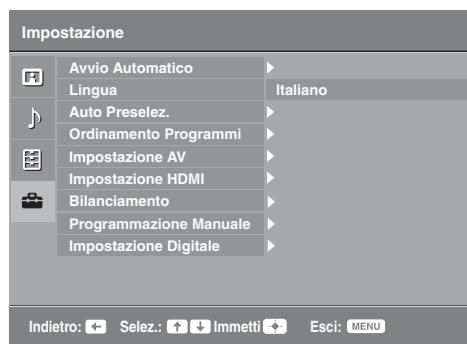 Impostazione
Avvio Automatico
Lingua Italiano
Auto Preselez.
Ordinamento Programmi
Impostazione AV
Impostazione HDMI
Bilanciamento
Programmazione Manuale
Impostazione Digitale
Indietro: Selez.: Immetti Esci: MENU